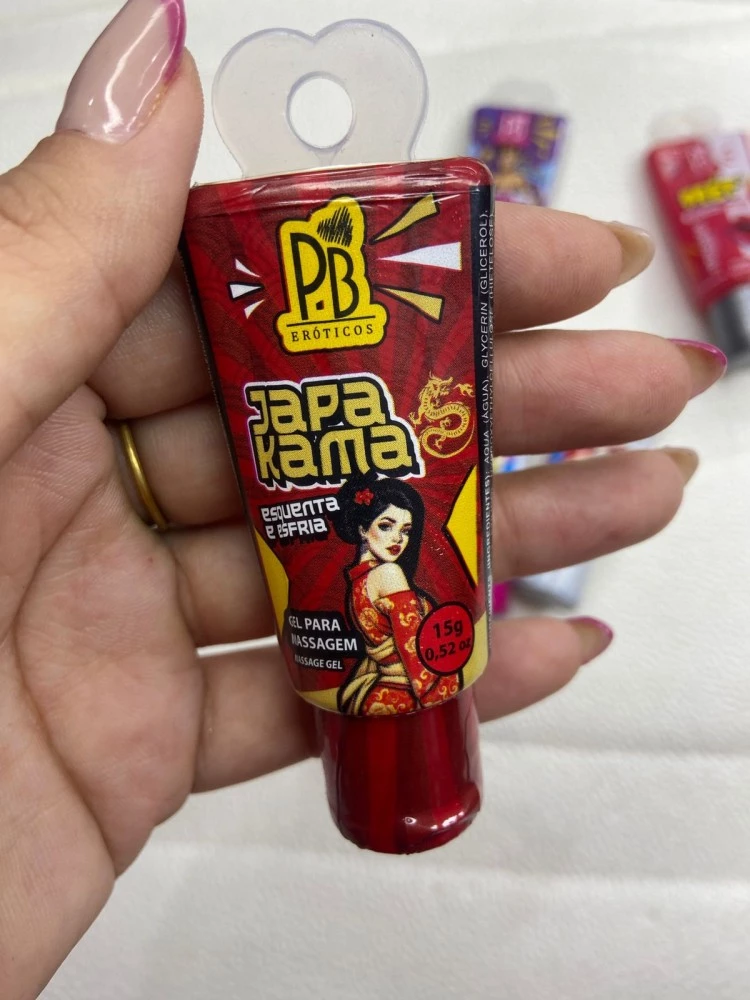 P.B
ERÓTICOS
JAPA
KAMA
ESQUENTA
E ESFRIA
GEL PARA
MASSAGEM
MASSAGE GEL
15g
0,52 oz
(INGREDIENTES): AQUA (ÁGUA), GLYCERIN (GLICEROL),